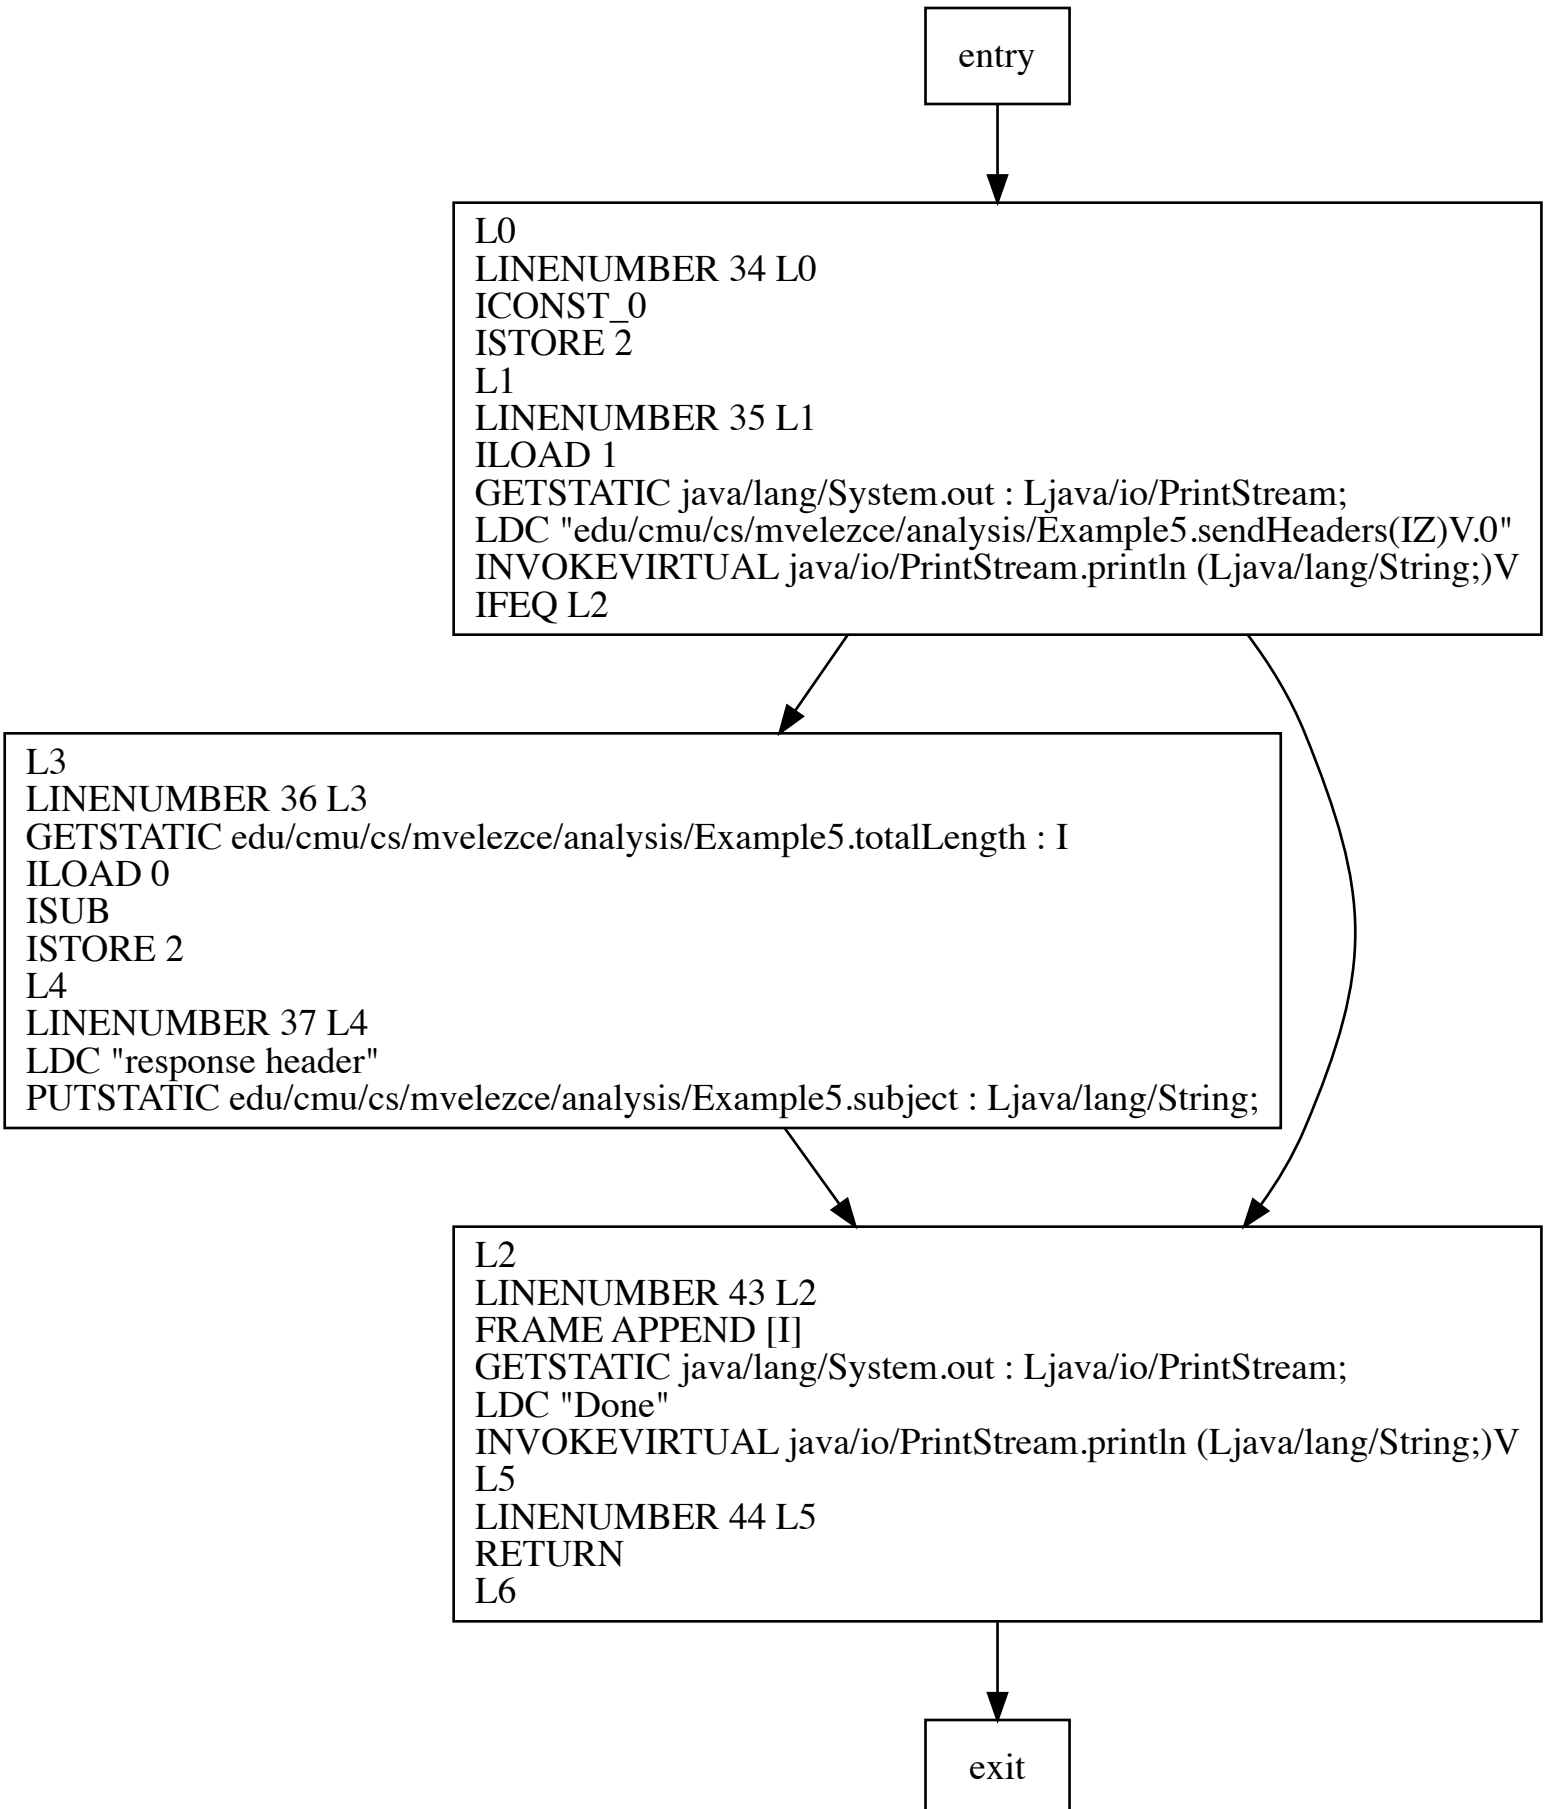 entry
L0
LINENUMBER 34 L0
ICONST_0
ISTORE 2
L1
LINENUMBER 35 L1
ILOAD 1
GETSTATIC java/lang/System.out : Ljava/io/PrintStream;
LDC "edu/cmu/cs/mvelezce/analysis/Example5.sendHeaders(IZ)V.0"
INVOKEVIRTUAL java/io/PrintStream.println (Ljava/lang/String;)V
IFEQ L2
L3
LINENUMBER 36 L3
GETSTATIC edu/cmu/cs/mvelezce/analysis/Example5.totalLength : I
ILOAD 0
ISUB
ISTORE 2
L4
LINENUMBER 37 L4
LDC "response header"
PUTSTATIC edu/cmu/cs/mvelezce/analysis/Example5.subject : Ljava/lang/String;
L2
LINENUMBER 43 L2
FRAME APPEND [I]
GETSTATIC java/lang/System.out : Ljava/io/PrintStream;
LDC "Done"
INVOKEVIRTUAL java/io/PrintStream.println (Ljava/lang/String;)V
L5
LINENUMBER 44 L5
RETURN
L6
exit